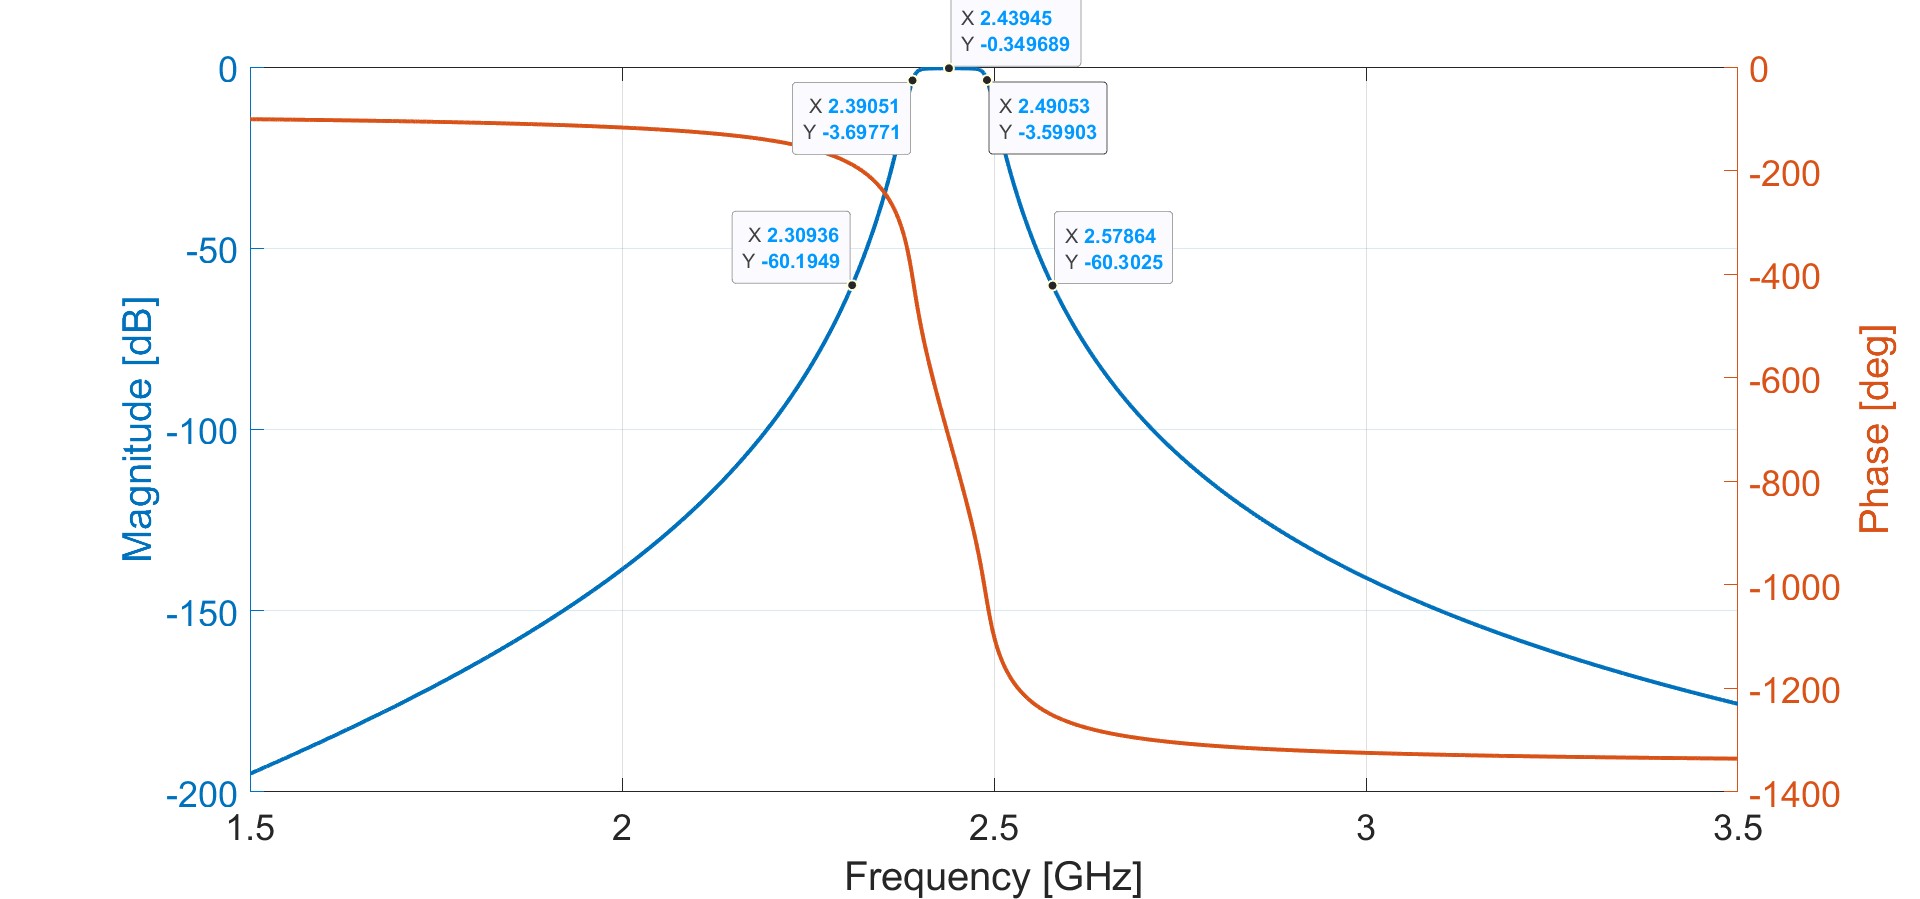 X 2.43945
Y -0.349689
0
0
X 2.39051
Y -3.69771
X 2.49053
Y -3.59903
-200
X 2.30936
Y -60.1949
X 2.57864
Y -60.3025
-50
-400
Magnitude [dB]
Phase [deg]
-600
-100
-800
-1000
-150
-1200
-200
-1400
1.5
2
2.5
3
3.5
Frequency [GHz]